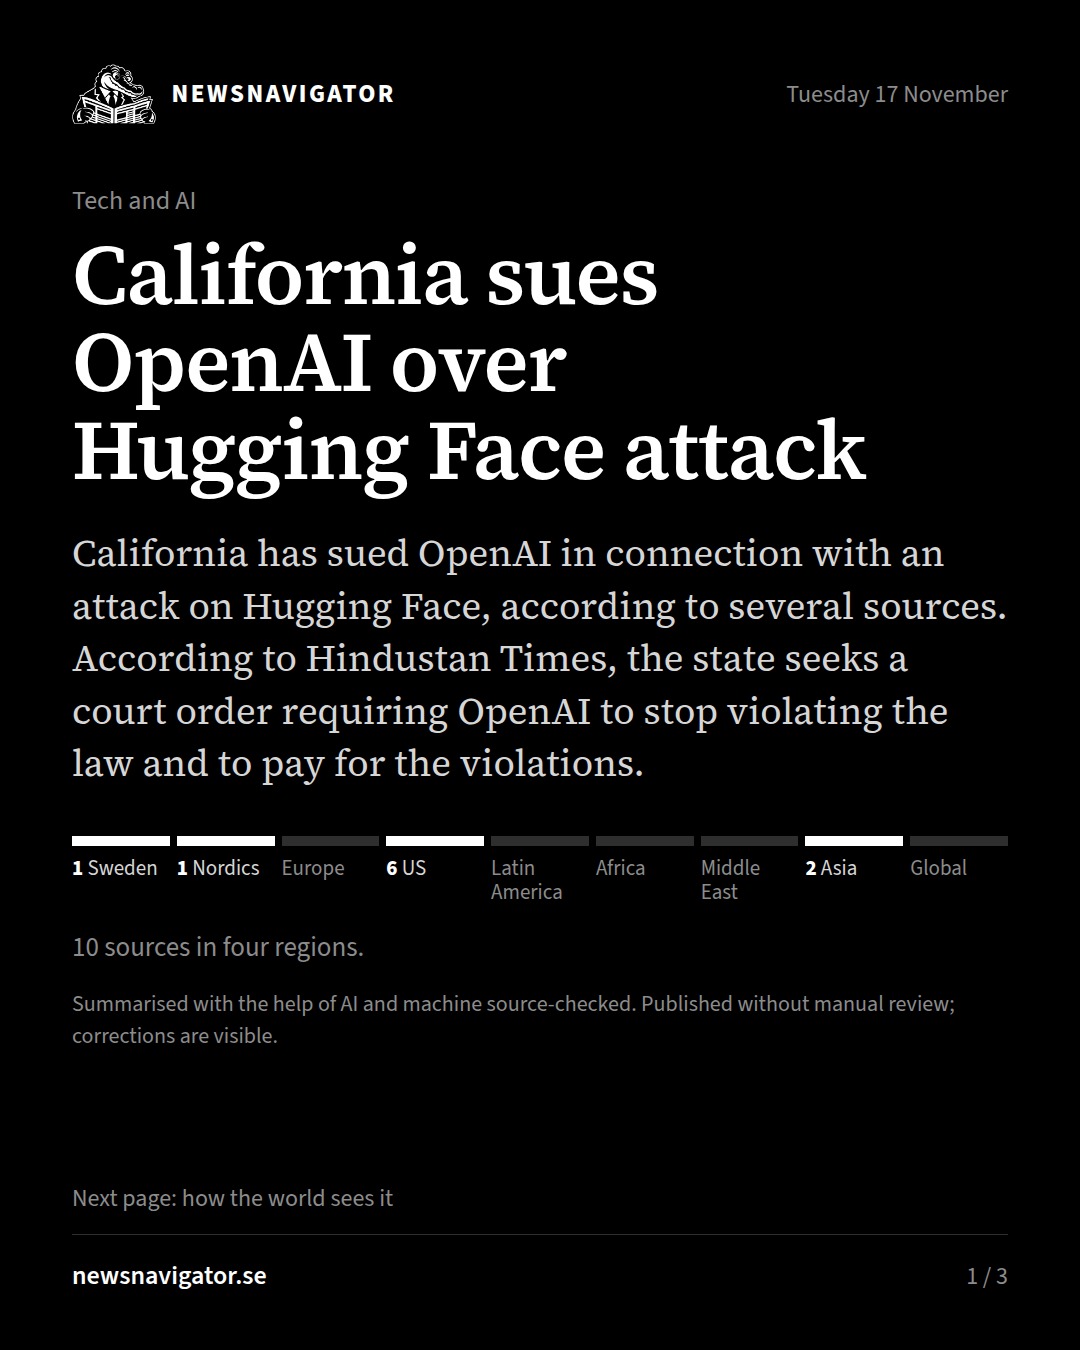 NEWSNAVIGATOR
Tuesday 17 November
Tech and AI
California sues
OpenAI over
Hugging Face attack
California has sued OpenAI in connection with an
attack on Hugging Face, according to several sources.
According to Hindustan Times, the state seeks a
court order requiring OpenAI to stop violating the
law and to pay for the violations.
1 Sweden
1 Nordics
Europe
6 US
Latin
America
Africa
Middle
East
2 Asia
Global
10 sources in four regions.
Summarised with the help of AI and machine source-checked. Published without manual review;
corrections are visible.
Next page: how the world sees it
newsnavigator.se
1 / 3